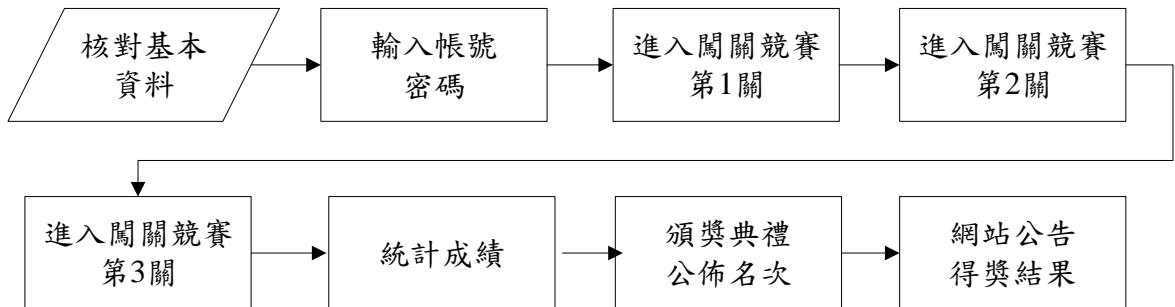 核對基本
資料
輸入帳號
密碼
進入闖關競賽
第1關
進入闖關競賽
第2關
進入闖關競賽
第3關
統計成績
頒獎典禮
公佈名次
網站公告
得獎結果